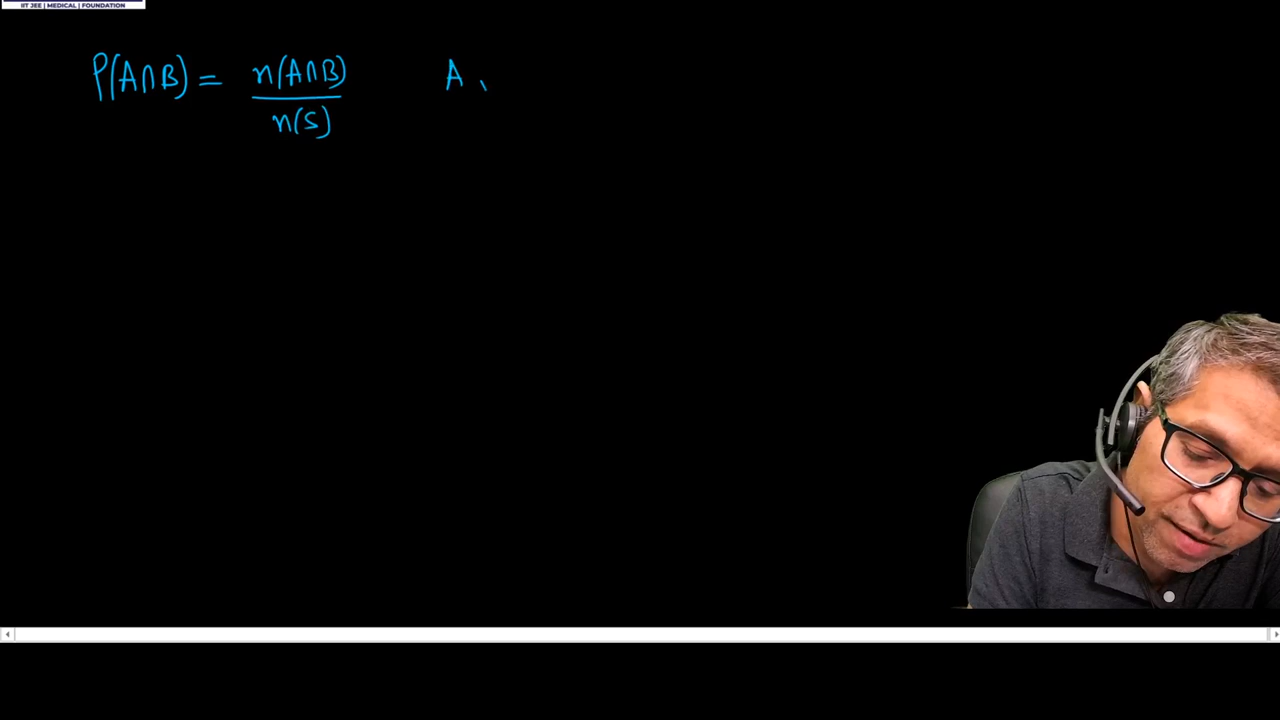 IIT JEE | MEDICAL | FOUNDATION
P(A∩B) = n(A∩B) / n(S) A ,